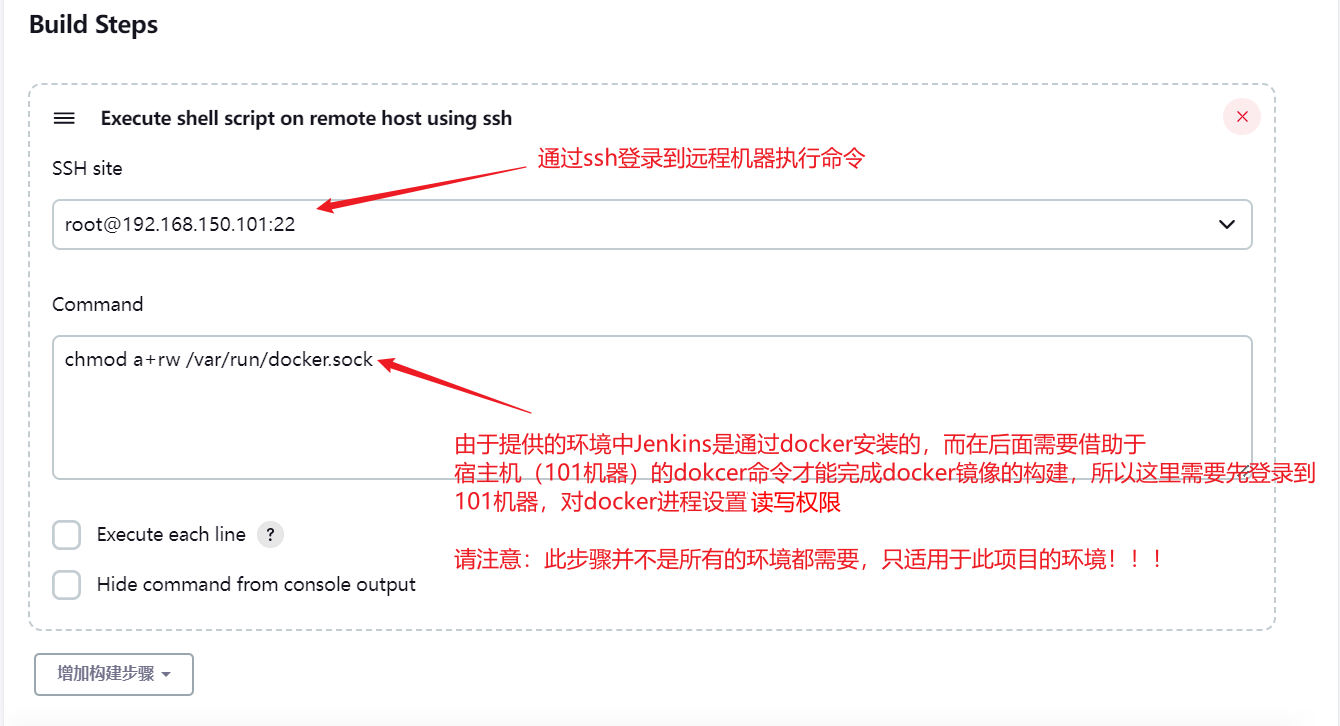 Build Steps
Execute shell script on remote host using ssh
通过ssh登录到远程机器执行命令
SSH site
root@192.168.150.101:22
Command
chmod a+rw /var/run/docker.sock
由于提供的环境中Jenkins是通过docker安装的，而在后面需要借助于
宿主机（101机器）的dokcer命令才能完成docker镜像的构建，所以这里需要先登录到
101机器，对docker进程设置 读写权限
请注意：此步骤并不是所有的环境都需要，只适用于此项目的环境！！！
Execute each line ?
Hide command from console output
增加构建步骤